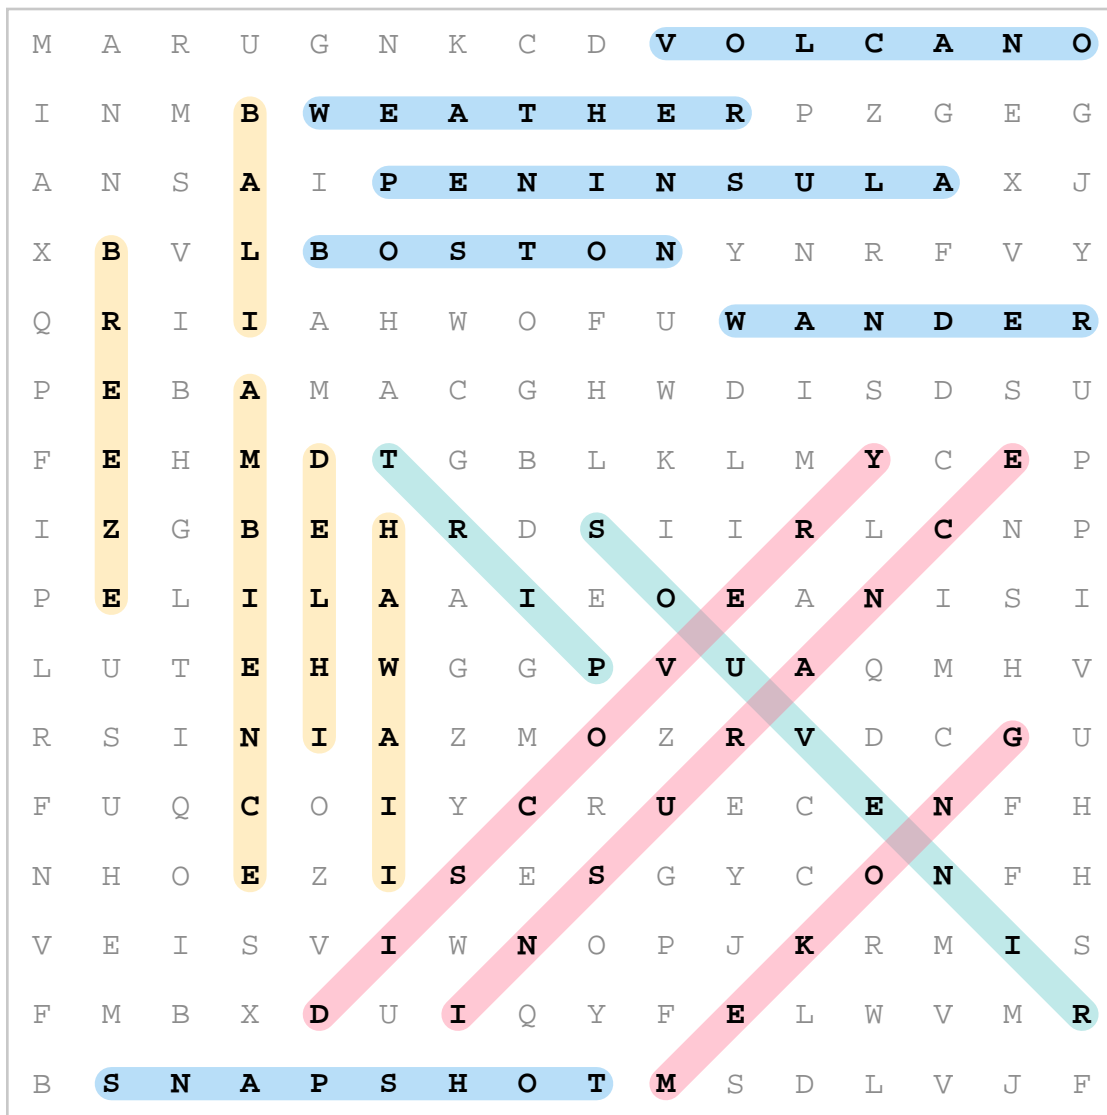 M A R U G N K C D V O L C A N O
I N M B W E A T H E R P Z G E G
A N S A I P E N I N S U L A X J
X B V L B O S T O N Y N R F V Y
Q R I I A H W O F U W A N D E R
P E B A M A C G H W D I S D S U
F E H M D T G B L K L M Y C E P
I Z G B E H R D S I I R L C N P
P E L I L A A I E O E A N I S I
L U T E H W G G P V U A Q M H V
R S I N I A Z M O Z R V D C G U
F U Q C O I Y C R U E C E N F H
N H O E Z I S E S G Y C O N F H
V E I S V I W N O P J K R M I S
F M B X D U I Q Y F E L W V M R
B S N A P S H O T M S D L V J F